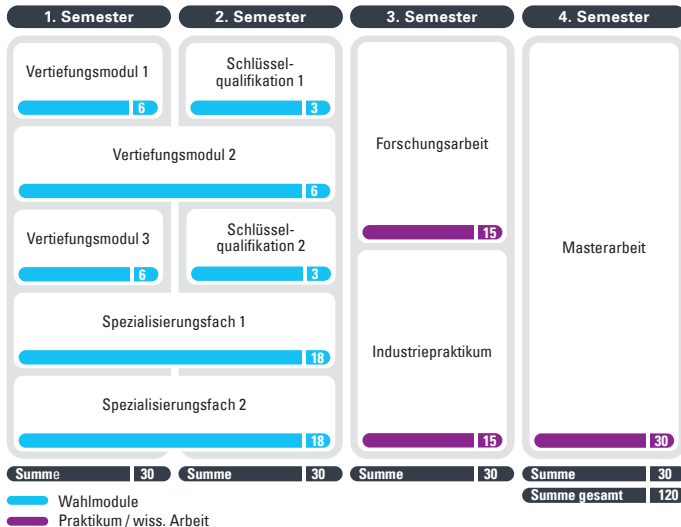 1. Semester
2. Semester
3. Semester
4. Semester
Vertiefungsmodul 1
6
Schlüssel-
qualifikation 1
3
Vertiefungsmodul 2
6
Vertiefungsmodul 3
6
Schlüssel-
qualifikation 2
3
Spezialisierungsfach 1
18
Spezialisierungsfach 2
18
Forschungsarbeit
15
Industriepraktikum
15
Masterarbeit
30
Summe 30
Summe 30
Summe 30
Summe 30
Summe gesamt 120
Wahlmodule
Praktikum / wiss. Arbeit